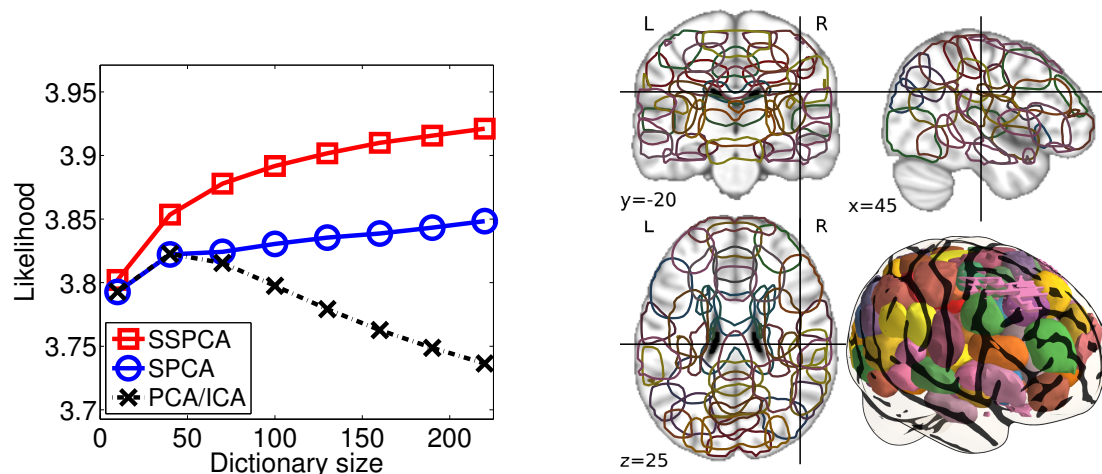 3.95
3.9
3.85
3.8
3.75
3.7
Likelihood
SSPCA
SPCA
PCA/ICA
0 50 100 150 200
Dictionary size
L R
y=-20
x=45
L R
z=25